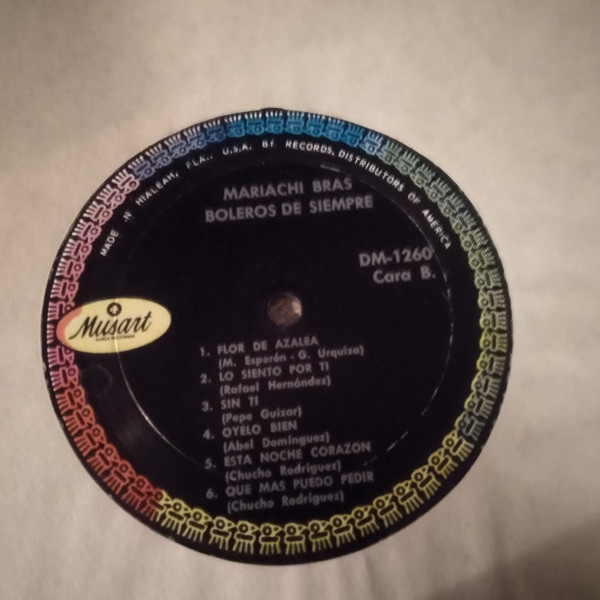 MADE IN HIALEAH, FLA., U.S.A. BY RECORDS, DISTRIBUTORS OF AMERICA
MARIACHI BRAS
BOLEROS DE SIEMPRE
DM-1260
Cara B.
Musart
1. FLOR DE AZALEA
(M. Esperón - G. Urquiza)
2. LO SIENTO POR TI
(Rafael Hernández)
3. SIN TI
(Pepe Guizar)
4. OYELO BIEN
(Abel Domínguez)
5. ESTA NOCHE CORAZON
(Chucho Rodríguez)
6. QUE MAS PUEDO PEDIR
(Chucho Rodríguez)